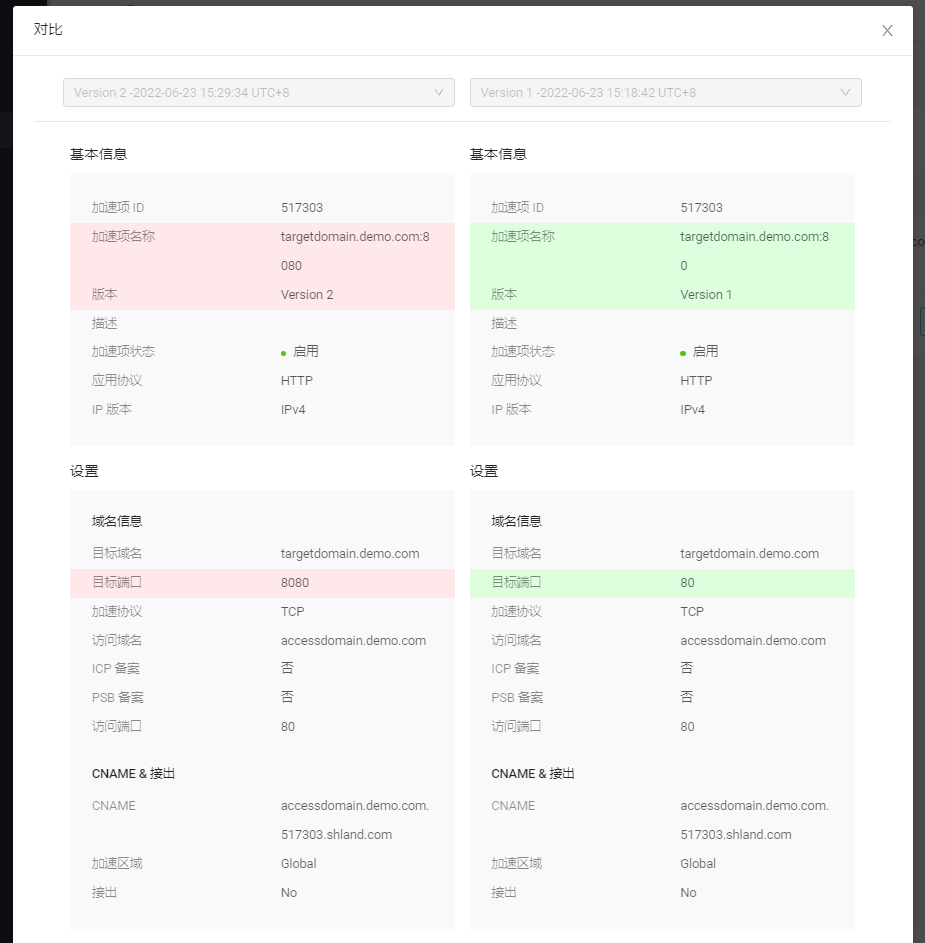 对比
Version 2 -2022-06-23 15:29:34 UTC+8
Version 1 -2022-06-23 15:18:42 UTC+8
基本信息
加速项 ID 517303
加速项名称 targetdomain.demo.com:8
080
版本 Version 2
描述
加速项状态 启用
应用协议 HTTP
IP 版本 IPv4
基本信息
加速项 ID 517303
加速项名称 targetdomain.demo.com:8
0
版本 Version 1
描述
加速项状态 启用
应用协议 HTTP
IP 版本 IPv4
设置
域名信息
目标域名 targetdomain.demo.com
目标端口 8080
加速协议 TCP
访问域名 accessdomain.demo.com
ICP 备案 否
PSB 备案 否
访问端口 80
CNAME & 接出
CNAME accessdomain.demo.com.
517303.shland.com
加速区域 Global
接出 No
设置
域名信息
目标域名 targetdomain.demo.com
目标端口 80
加速协议 TCP
访问域名 accessdomain.demo.com
ICP 备案 否
PSB 备案 否
访问端口 80
CNAME & 接出
CNAME accessdomain.demo.com.
517303.shland.com
加速区域 Global
接出 No